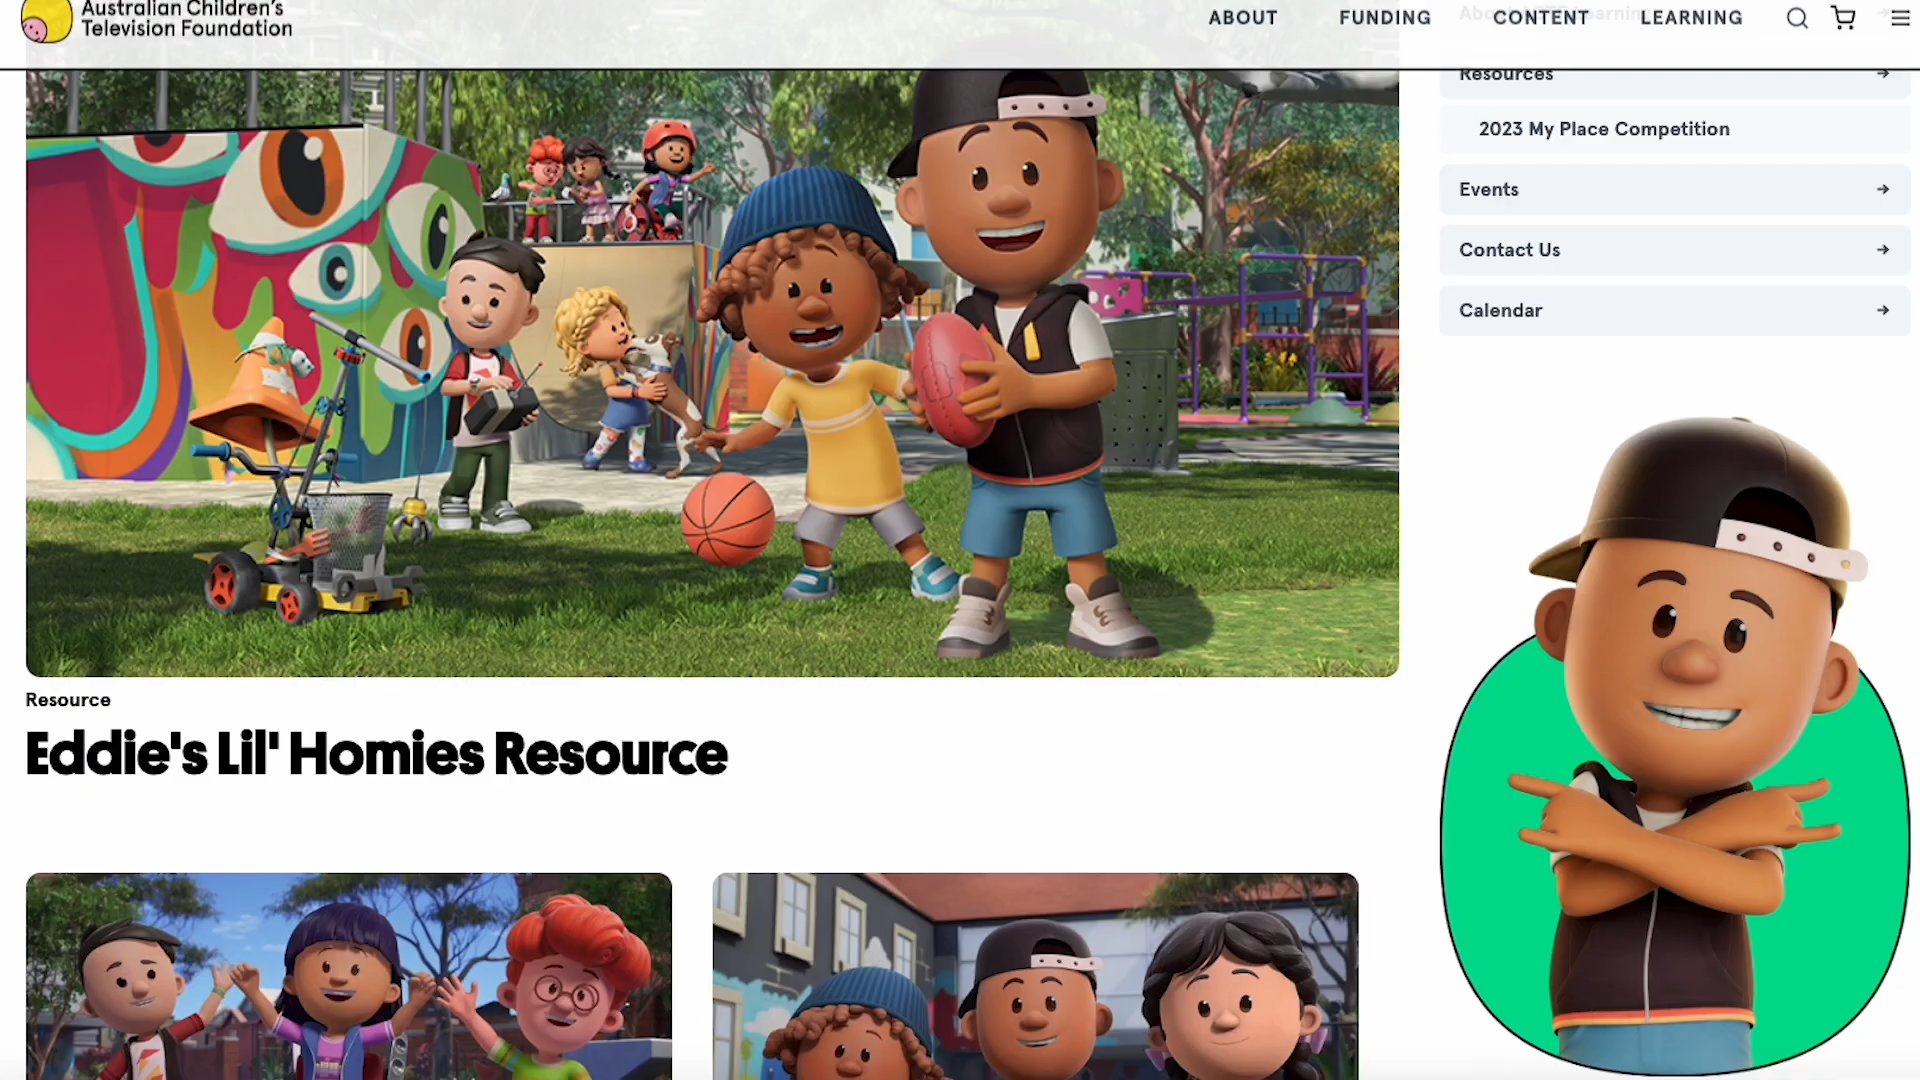 Australian Children's
Television Foundation
ABOUT
FUNDING
CONTENT
LEARNING
Resources
2023 My Place Competition
Events
Contact Us
Calendar
Resource
Eddie's Lil' Homies Resource